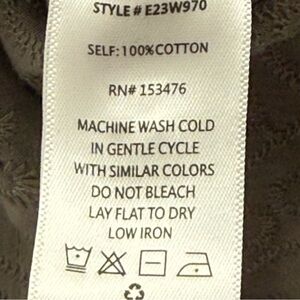 STYLE # E23W970
SELF: 100% COTTON
RN# 153476
MACHINE WASH COLD
IN GENTLE CYCLE
WITH SIMILAR COLORS
DO NOT BLEACH
LAY FLAT TO DRY
LOW IRON